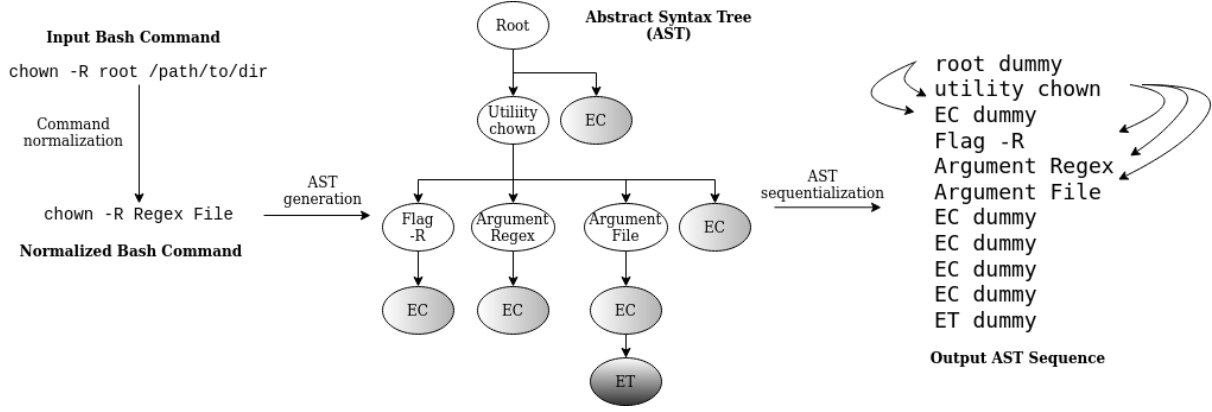 Input Bash Command
chown -R root /path/to/dir
Command
normalization
chown -R Regex File
Normalized Bash Command
AST
generation
Abstract Syntax Tree
(AST)
Root
Utiliity
chown
EC
Flag
-R
Argument
Regex
Argument
File
EC
EC
EC
EC
ET
AST
sequentialization
root dummy
utility chown
EC dummy
Flag -R
Argument Regex
Argument File
EC dummy
EC dummy
EC dummy
EC dummy
ET dummy
Output AST Sequence